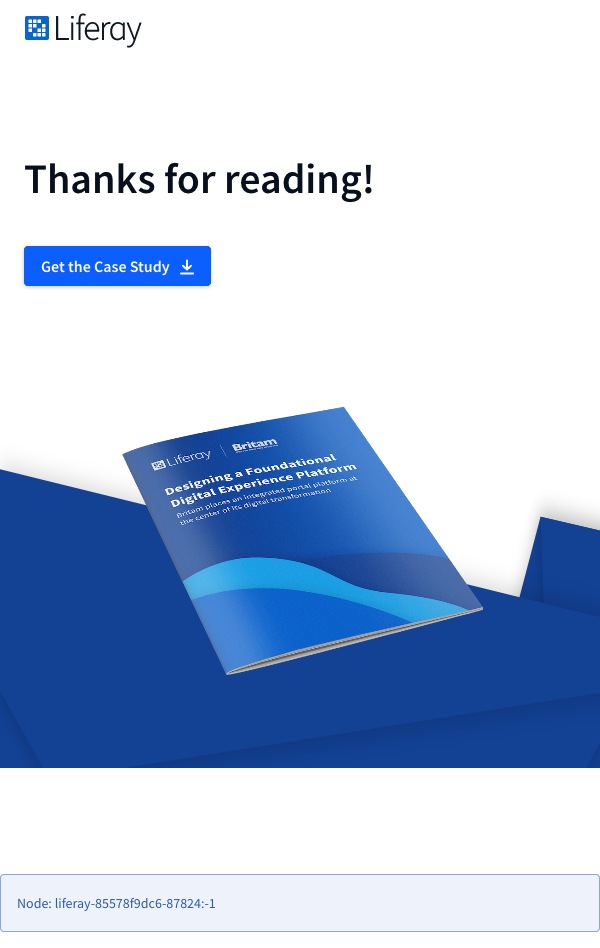 Liferay
Thanks for reading!
Get the Case Study
Liferay | Britam
Designing a Foundational
Digital Experience Platform
Britam places an integrated portal platform at
the center of its digital transformation
Node: liferay-85578f9dc6-87824:-1